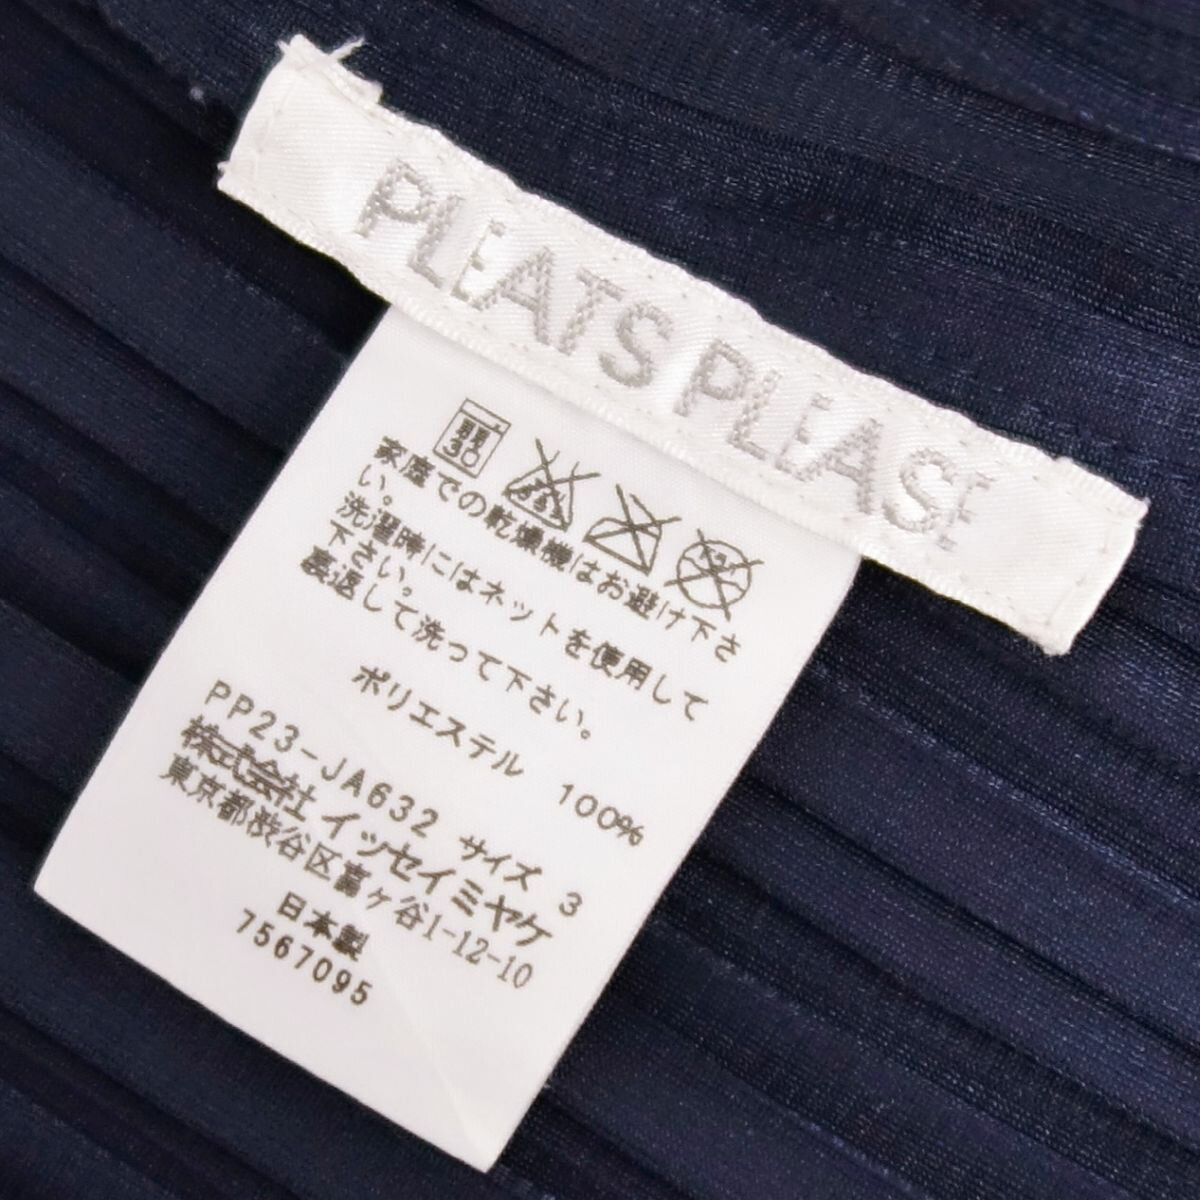 PLEATS PLEASE
30
家庭での乾燥機はお避け下さ
い。
洗濯時にはネットを使用して
下さい。
裏返して洗って下さい。
ポリエステル 100%
PP23-JA632 サイズ 3
株式会社イッセイミヤケ
東京都渋谷区富ヶ谷1-12-10
日本製
7567095